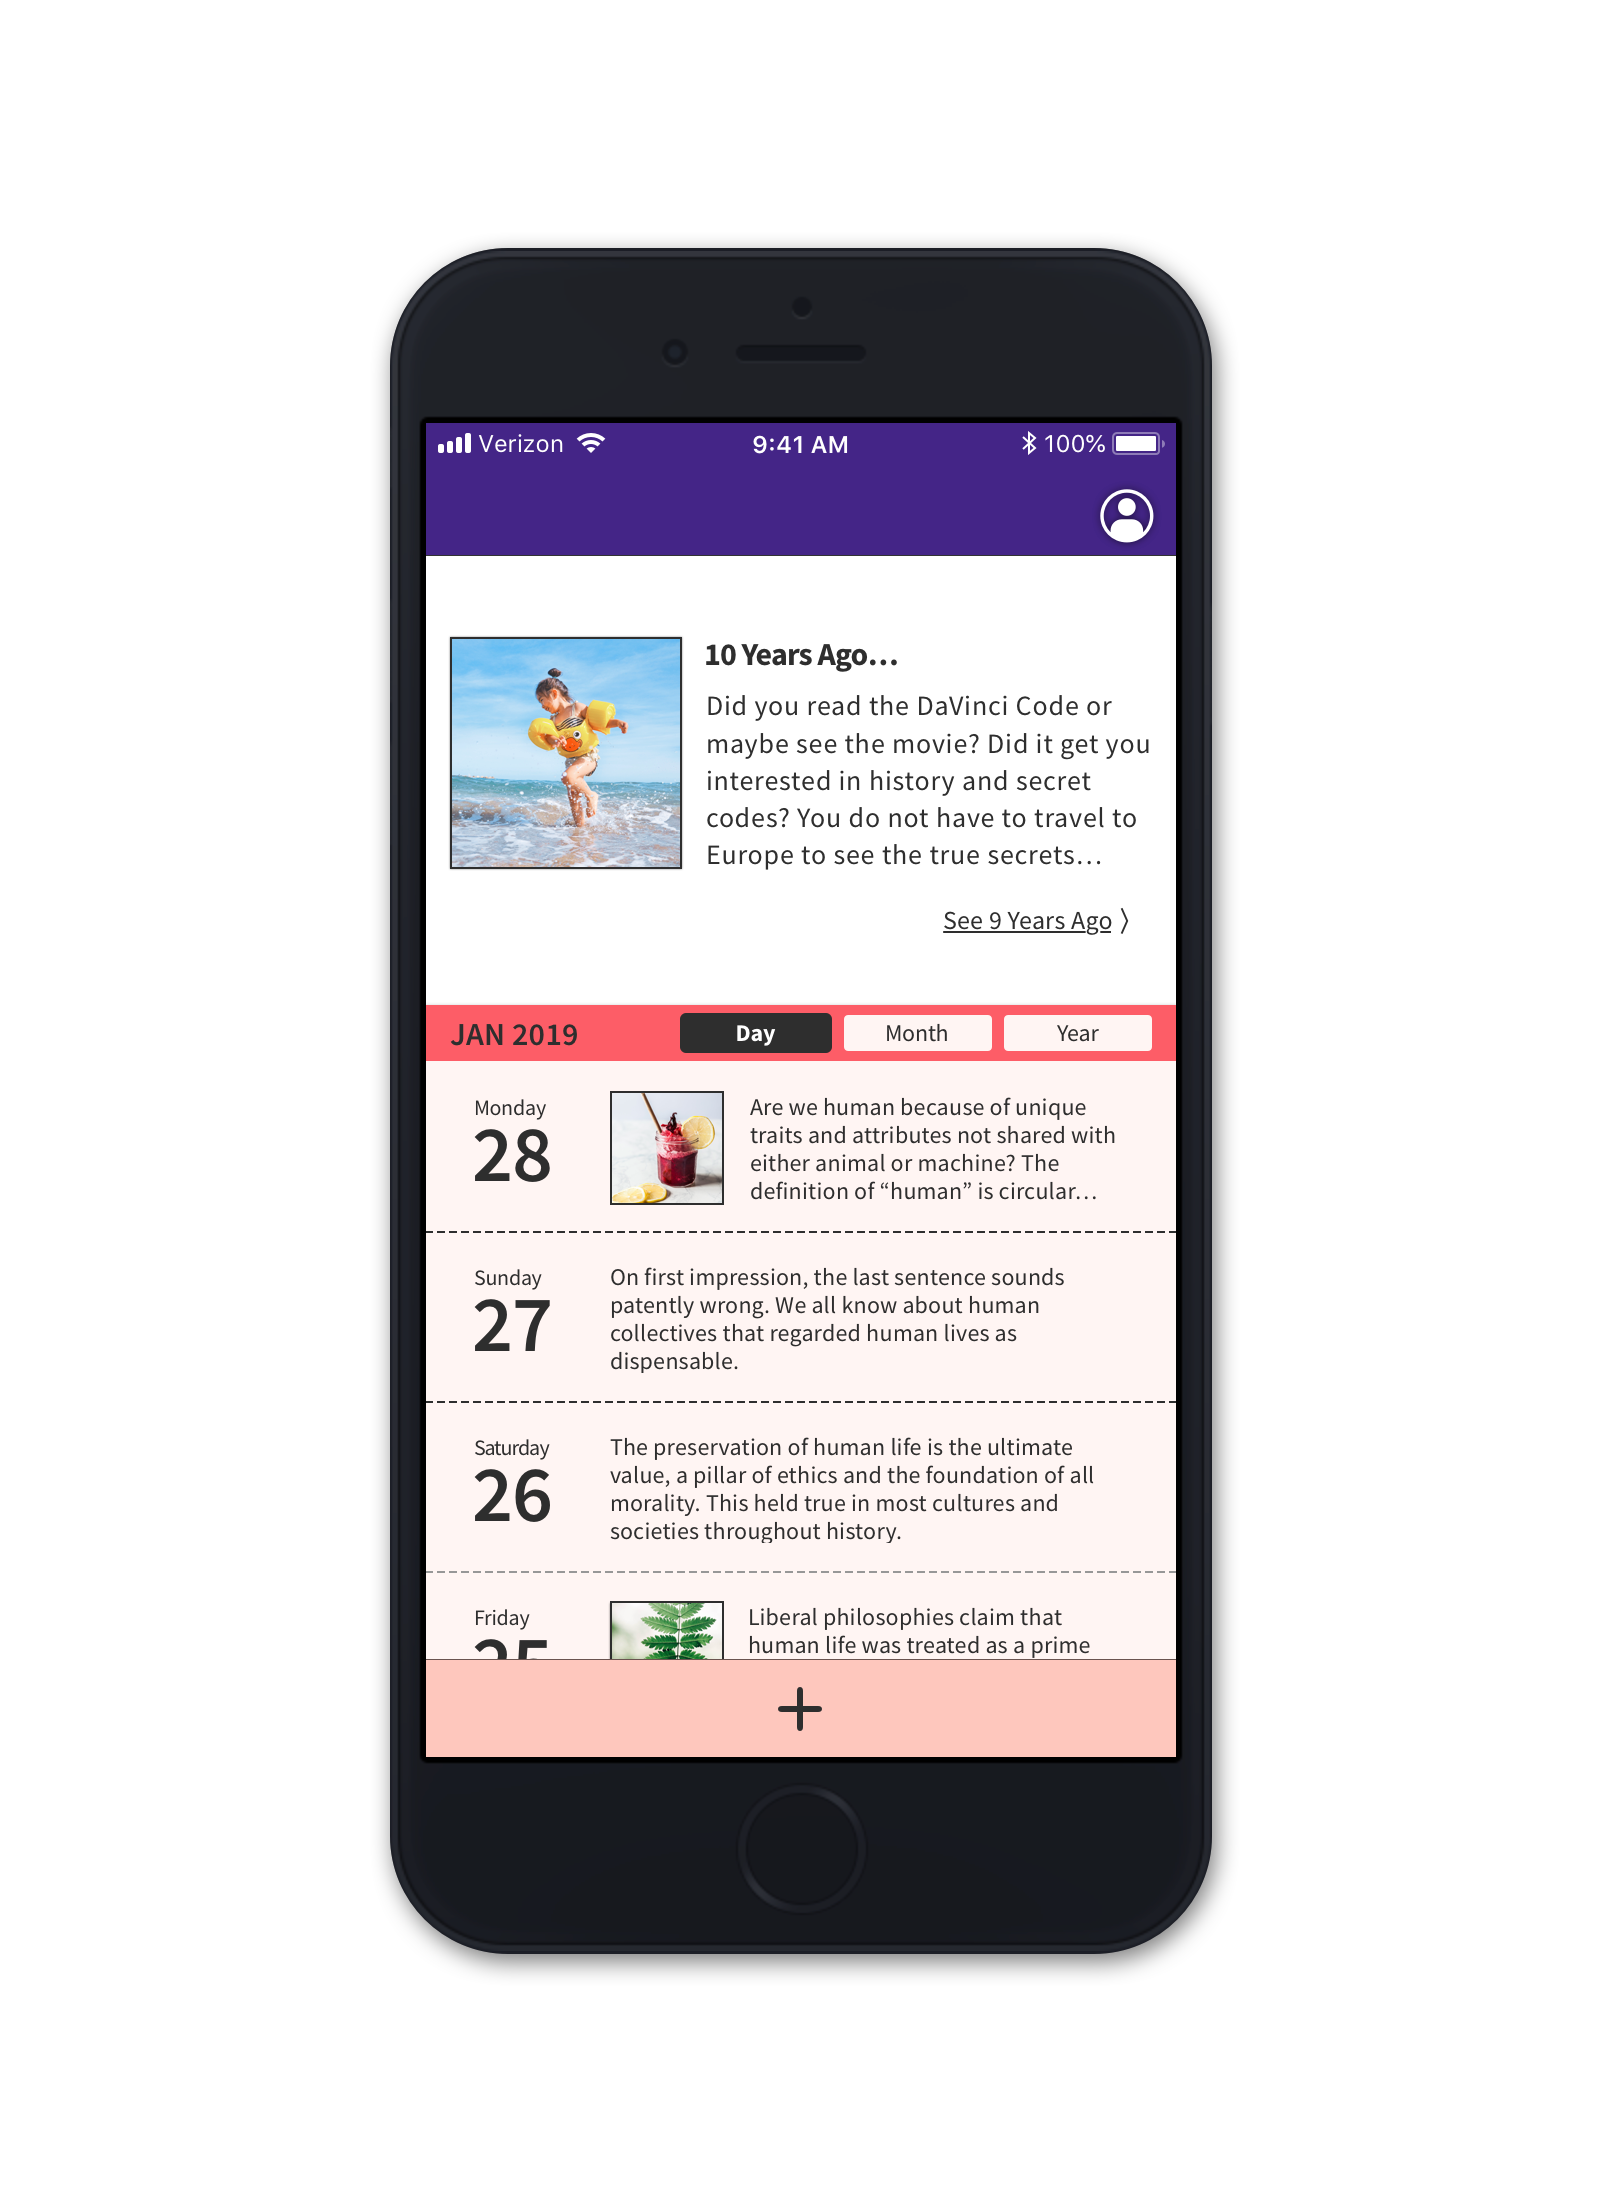 Verizon 9:41 AM 100%
10 Years Ago…
Did you read the DaVinci Code or
maybe see the movie? Did it get you
interested in history and secret
codes? You do not have to travel to
Europe to see the true secrets…
See 9 Years Ago 〉
JAN 2019 Day Month Year
Monday
28
Are we human because of unique
traits and attributes not shared with
either animal or machine? The
definition of “human” is circular…
Sunday
27
On first impression, the last sentence sounds
patently wrong. We all know about human
collectives that regarded human lives as
dispensable.
Saturday
26
The preservation of human life is the ultimate
value, a pillar of ethics and the foundation of all
morality. This held true in most cultures and
societies throughout history.
Friday
25
Liberal philosophies claim that
human life was treated as a prime